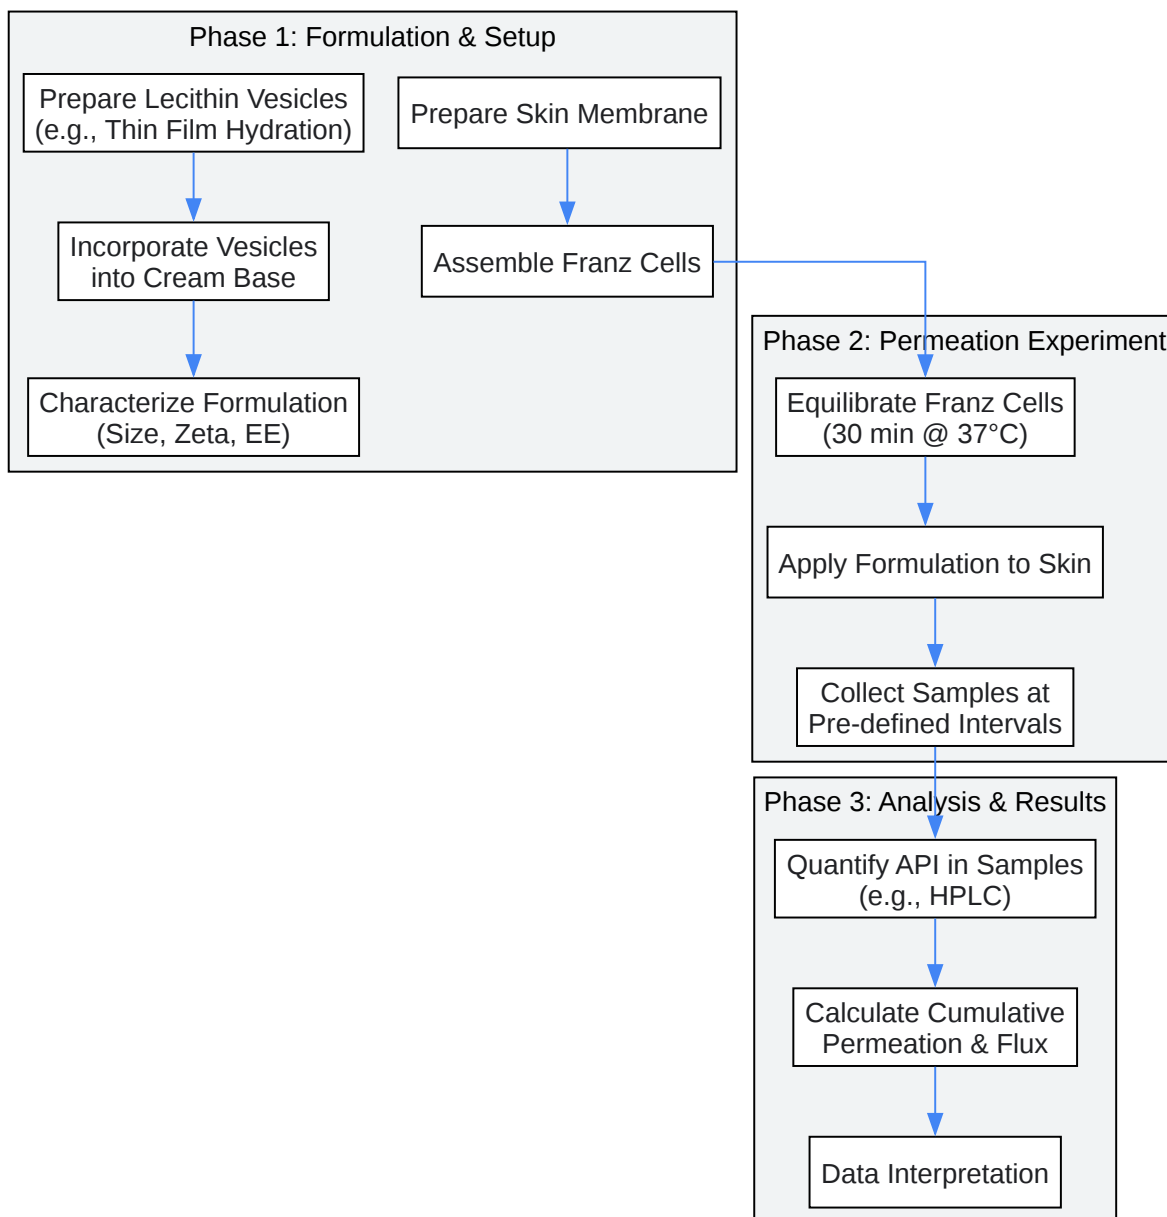 Phase 1: Formulation & Setup
Prepare Lecithin Vesicles
(e.g., Thin Film Hydration)
Prepare Skin Membrane
Incorporate Vesicles
into Cream Base
Assemble Franz Cells
Characterize Formulation
(Size, Zeta, EE)
Phase 2: Permeation Experiment
Equilibrate Franz Cells
(30 min @ 37°C)
Apply Formulation to Skin
Collect Samples at
Pre-defined Intervals
Phase 3: Analysis & Results
Quantify API in Samples
(e.g., HPLC)
Calculate Cumulative
Permeation & Flux
Data Interpretation